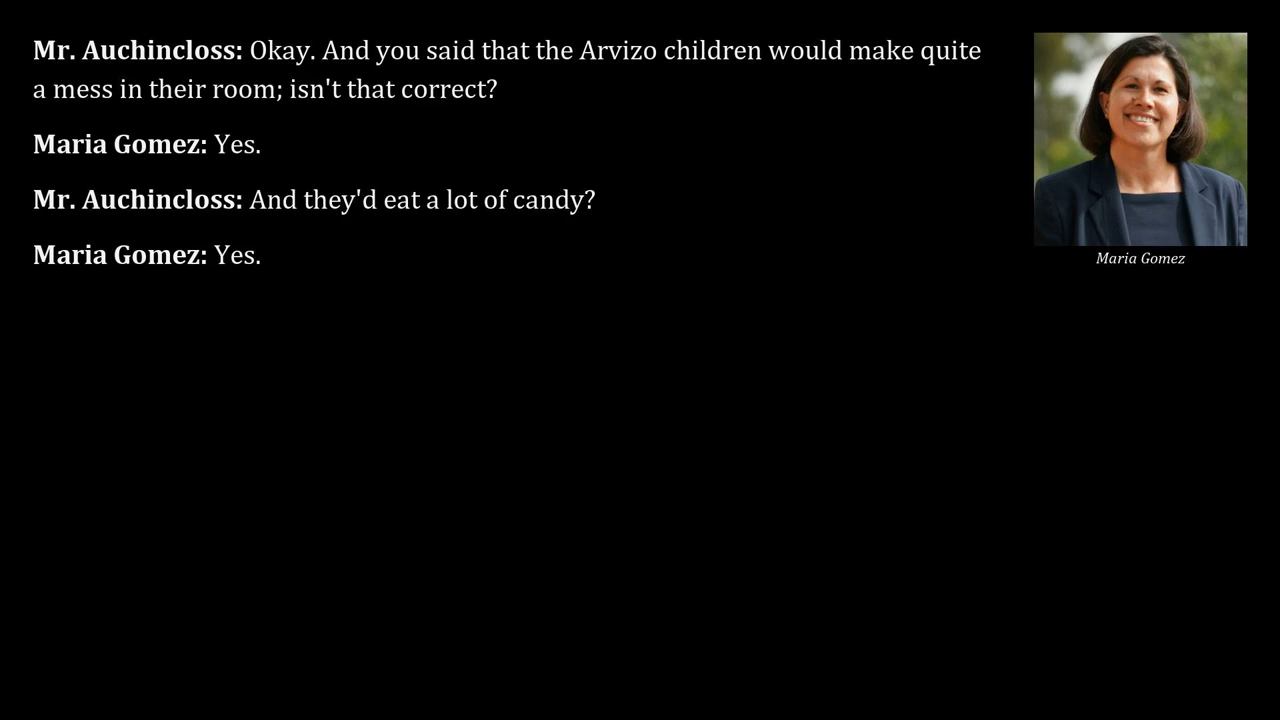 Mr. Auchincloss: Okay. And you said that the Arvizo children would make quite
a mess in their room; isn't that correct?
Maria Gomez: Yes.
Mr. Auchincloss: And they'd eat a lot of candy?
Maria Gomez: Yes.
Maria Gomez